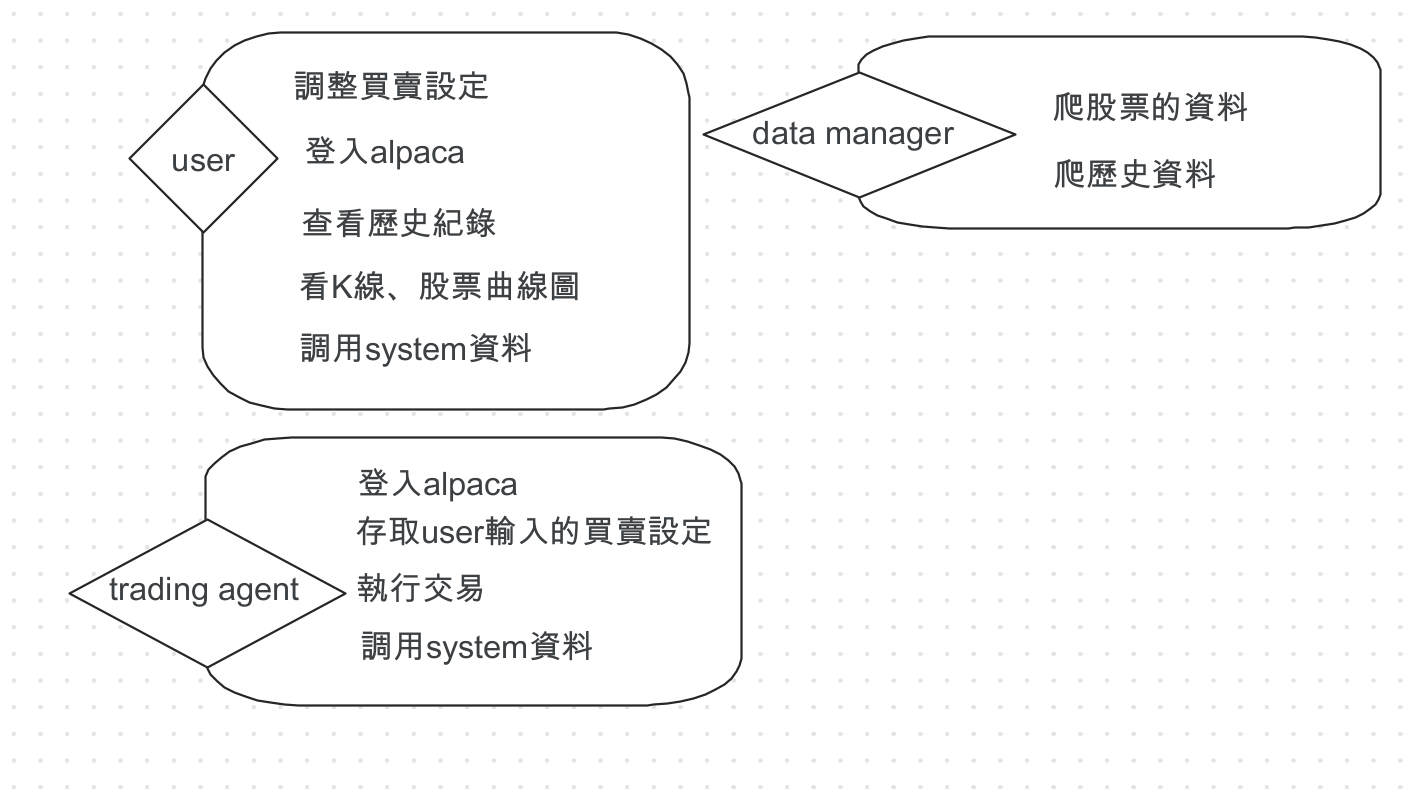 user
調整買賣設定
登入alpaca
查看歷史紀錄
看K線、股票曲線圖
調用system資料
data manager
爬股票的資料
爬歷史資料
trading agent
登入alpaca
存取user輸入的買賣設定
執行交易
調用system資料